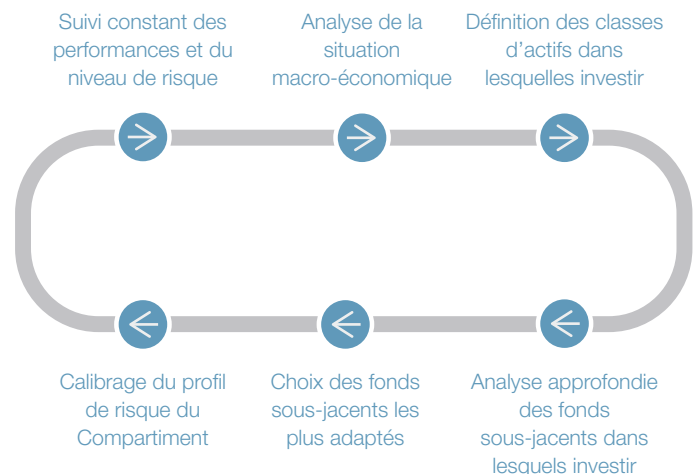 Suivi constant des
performances et du
niveau de risque
Analyse de la
situation
macro-économique
Définition des classes
d'actifs dans
lesquelles investir
Calibrage du profil
de risque du
Compartiment
Choix des fonds
sous-jacents les
plus adaptés
Analyse approfondie
des fonds
sous-jacents dans
lesquels investir